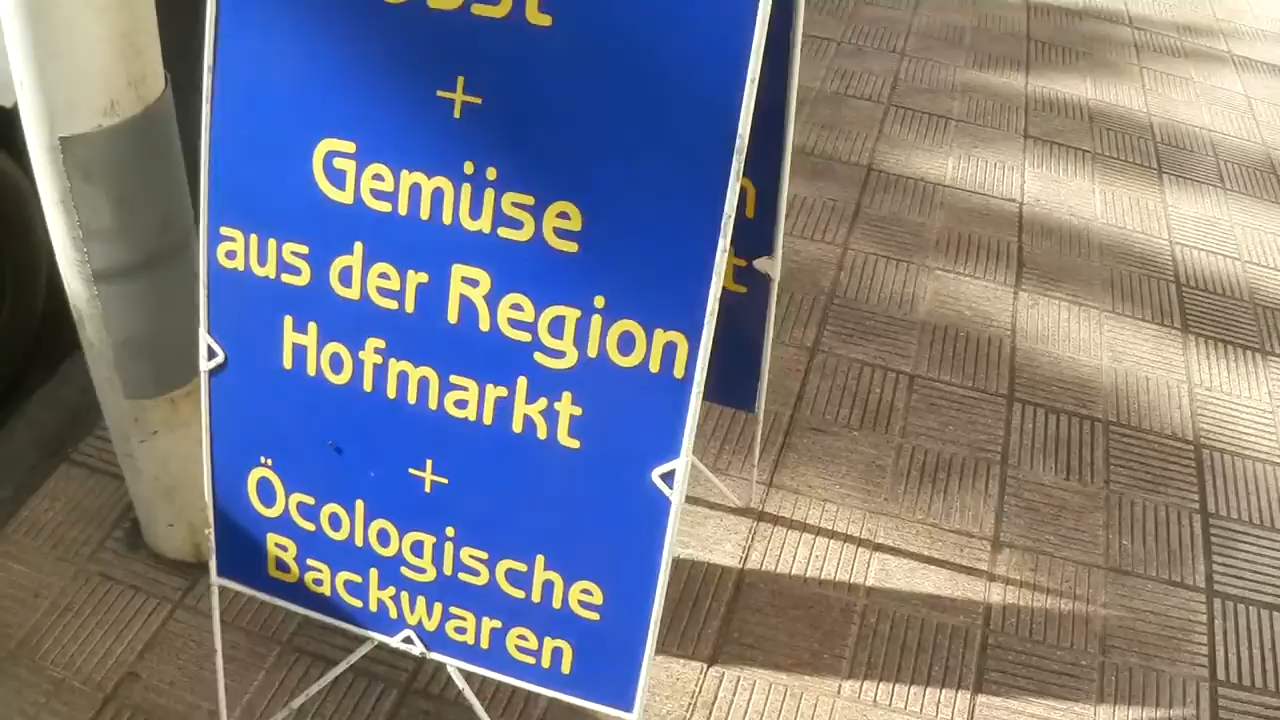 +
Gemüse
aus der Region
Hofmarkt
+
Öcologische
Backwaren